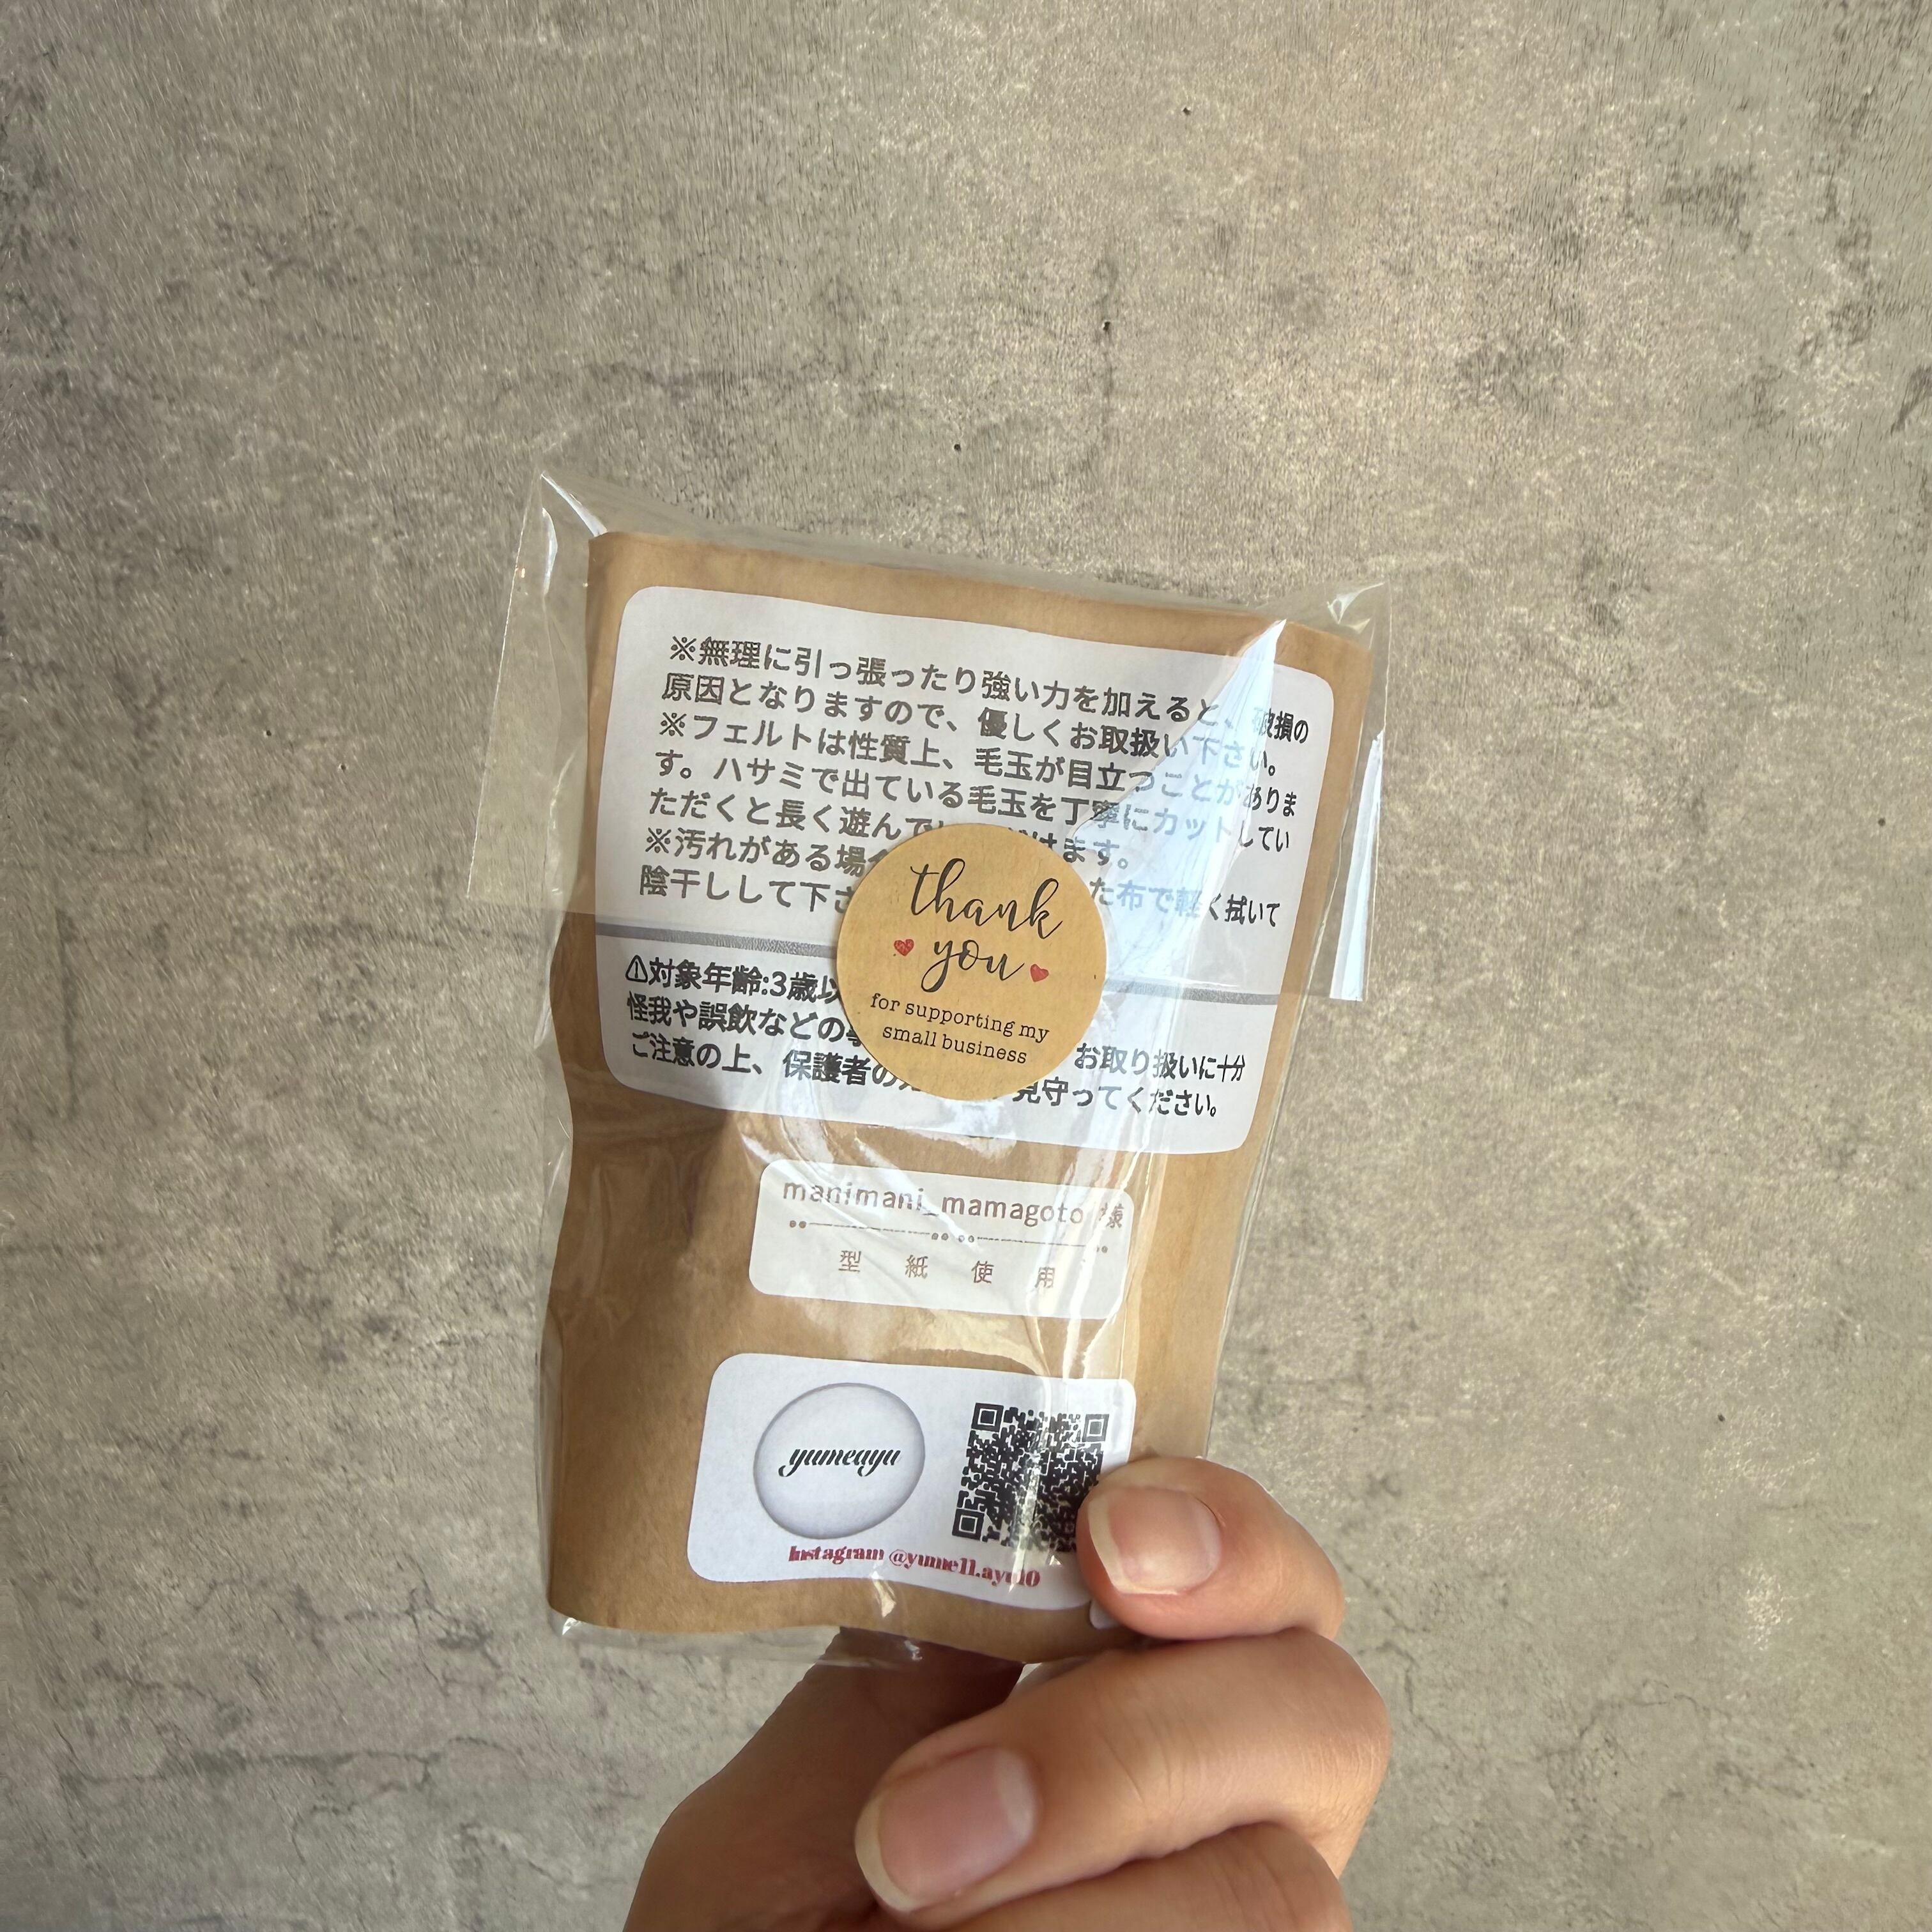 ※無理に引っ張ったり強い力を加えると、破損の
原因となりますので、優しくお取扱い下さい。
※フェルトは性質上、毛玉が目立つことがありま
す。ハサミで出ている毛玉を丁寧にカットしてい
ただくと長く遊んで けます。
※汚れがある場 た布で軽く拭いて
陰干しして下さ
⚠対象年齢:3歳以
怪我や誤飲などの お取り扱いに十分
ご注意の上、保護者の 見守ってください。
thank
you
for supporting my
small business
manimani_mamagoto 様
型紙使用
yumeayu
Instagram @yume11.ayu10